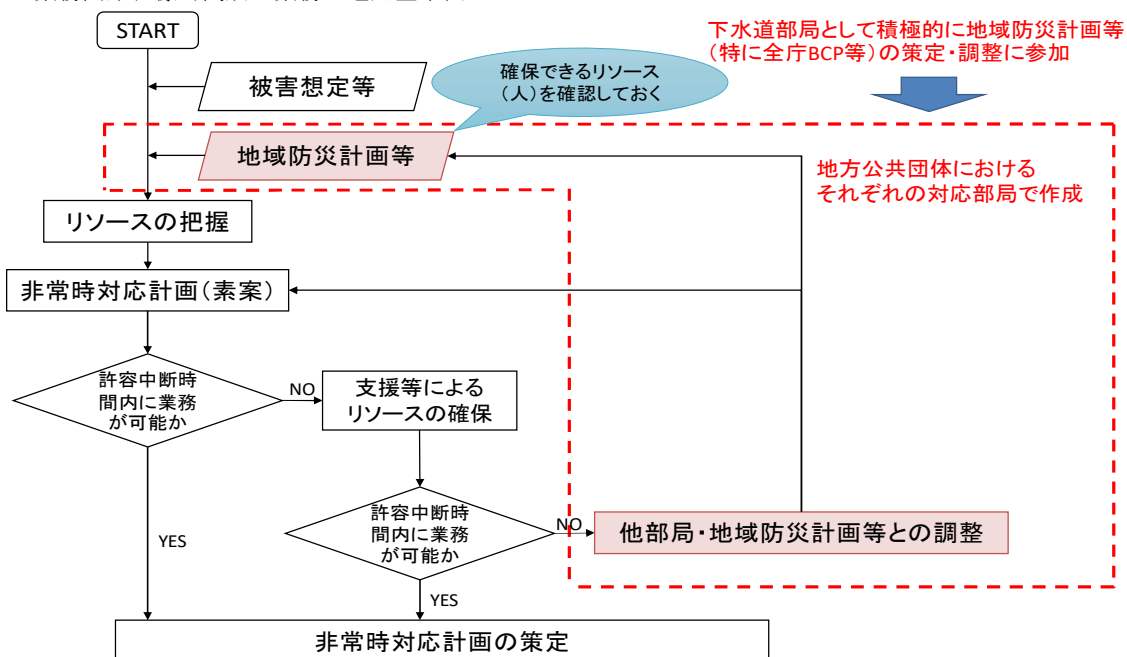 START
下水道部局として積極的に地域防災計画等
(特に全庁BCP等)の策定・調整に参加
被害想定等
確保できるリソース
(人)を確認しておく
地域防災計画等
地方公共団体における
それぞれの対応部局で作成
リソースの把握
非常時対応計画(素案)
許容中断時
間内に業務
が可能か
NO
支援等による
リソースの確保
許容中断時
間内に業務
が可能か
NO
他部局・地域防災計画等との調整
YES
YES
非常時対応計画の策定